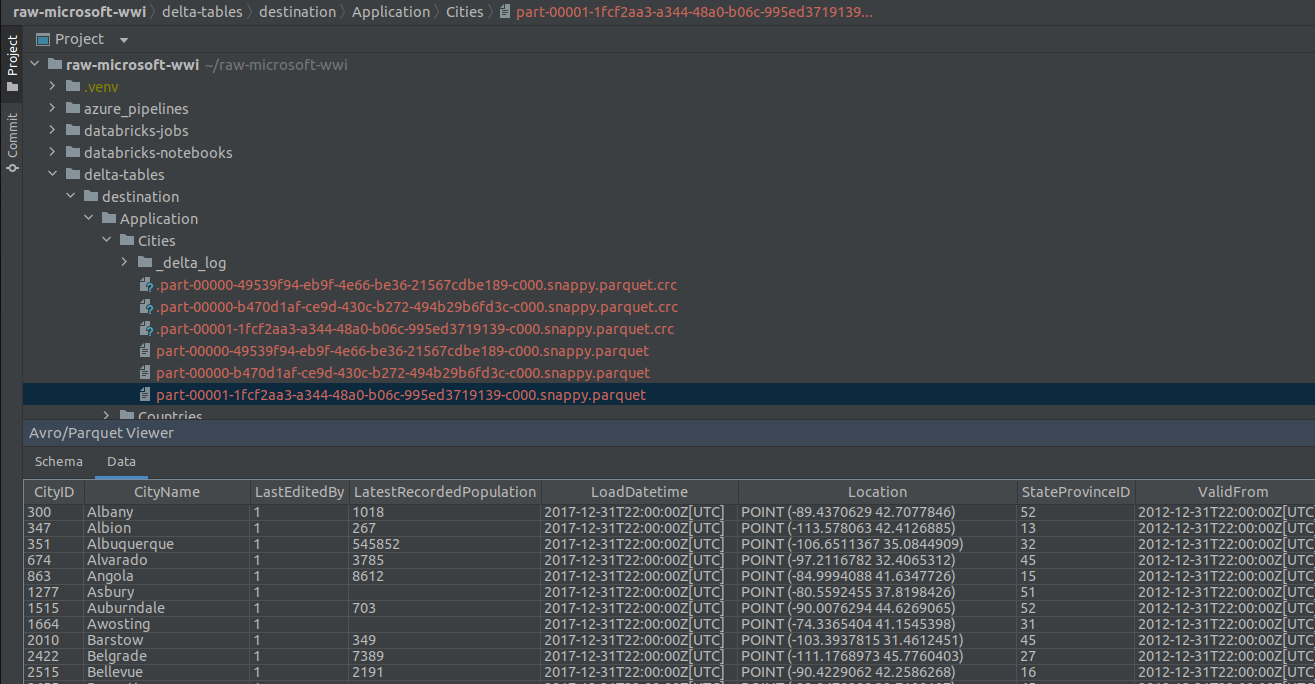 raw-microsoft-wwi delta-tables destination Application Cities part-00001-1fcf2aa3-a344-48a0-b06c-995ed3719139...
Project
Commit
Project
raw-microsoft-wwi ~/raw-microsoft-wwi
.venv
azure_pipelines
databricks-jobs
databricks-notebooks
delta-tables
destination
Application
Cities
_delta_log
.part-00000-49539f94-eb9f-4e66-be36-21567cdbe189-c000.snappy.parquet.crc
.part-00000-b470d1af-ce9d-430c-b272-494b29b6fd3c-c000.snappy.parquet.crc
.part-00001-1fcf2aa3-a344-48a0-b06c-995ed3719139-c000.snappy.parquet.crc
part-00000-49539f94-eb9f-4e66-be36-21567cdbe189-c000.snappy.parquet
part-00000-b470d1af-ce9d-430c-b272-494b29b6fd3c-c000.snappy.parquet
part-00001-1fcf2aa3-a344-48a0-b06c-995ed3719139-c000.snappy.parquet
Countries
Avro/Parquet Viewer
Schema Data
CityID CityName LastEditedBy LatestRecordedPopulation LoadDatetime Location StateProvinceID ValidFrom
300 Albany 1 1018 2017-12-31T22:00:00Z[UTC] POINT (-89.4370629 42.7077846) 52 2012-12-31T22:00:00Z[UTC
347 Albion 1 267 2017-12-31T22:00:00Z[UTC] POINT (-113.578063 42.4126885) 13 2012-12-31T22:00:00Z[UTC
351 Albuquerque 1 545852 2017-12-31T22:00:00Z[UTC] POINT (-106.6511367 35.0844909) 32 2012-12-31T22:00:00Z[UTC
674 Alvarado 1 3785 2017-12-31T22:00:00Z[UTC] POINT (-97.2116782 32.4065312) 45 2012-12-31T22:00:00Z[UTC
863 Angola 1 8612 2017-12-31T22:00:00Z[UTC] POINT (-84.9994088 41.6347726) 15 2012-12-31T22:00:00Z[UTC
1277 Asbury 1 2017-12-31T22:00:00Z[UTC] POINT (-80.5592455 37.8198426) 51 2012-12-31T22:00:00Z[UTC
1515 Auburndale 1 703 2017-12-31T22:00:00Z[UTC] POINT (-90.0076294 44.6269065) 52 2012-12-31T22:00:00Z[UTC
1664 Awosting 1 2017-12-31T22:00:00Z[UTC] POINT (-74.3365404 41.1545398) 31 2012-12-31T22:00:00Z[UTC
2010 Barstow 1 349 2017-12-31T22:00:00Z[UTC] POINT (-103.3937815 31.4612451) 45 2012-12-31T22:00:00Z[UTC
2422 Belgrade 1 7389 2017-12-31T22:00:00Z[UTC] POINT (-111.1768973 45.7760403) 27 2012-12-31T22:00:00Z[UTC
2515 Bellevue 1 2191 2017-12-31T22:00:00Z[UTC] POINT (-90.4229062 42.2586268) 16 2012-12-31T22:00:00Z[UTC